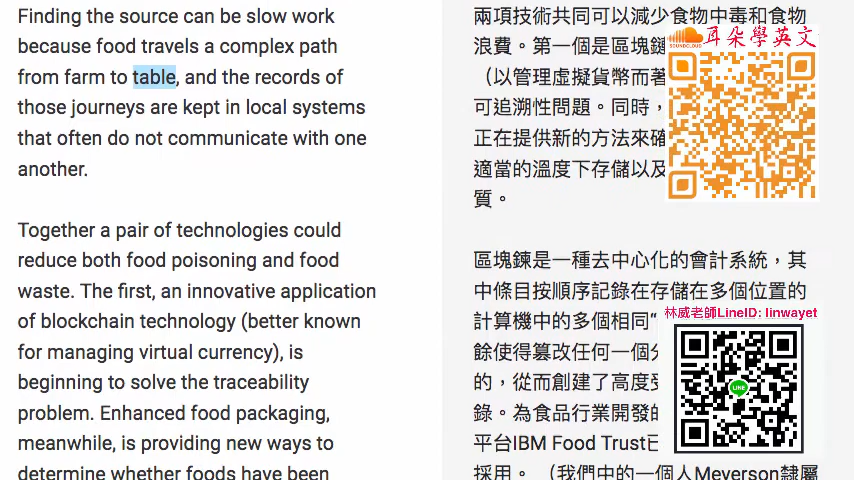 Finding the source can be slow work
because food travels a complex path
from farm to table, and the records of
those journeys are kept in local systems
that often do not communicate with one
another.
Together a pair of technologies could
reduce both food poisoning and food
waste. The first, an innovative application
of blockchain technology (better known
for managing virtual currency), is
beginning to solve the traceability
problem. Enhanced food packaging,
meanwhile, is providing new ways to
determine whether foods have been
兩項技術共同可以減少食物中毒和食物
浪費。第一個是區塊鏈
（以管理虛擬貨幣而著
可追溯性問題。同時，
正在提供新的方法來確
適當的溫度下存儲以及
質。
區塊鍊是一種去中心化的會計系統，其
中條目按順序記錄在存儲在多個位置的
計算機中的多個相同“
餘使得篡改任何一個分
的，從而創建了高度受
錄。為食品行業開發的
平台IBM Food Trust已
採用。 （我們中的一個人Meyerson隸屬
SOUNDCLOUD
耳朵學英文
林威老師LineID: linwayet
LINE